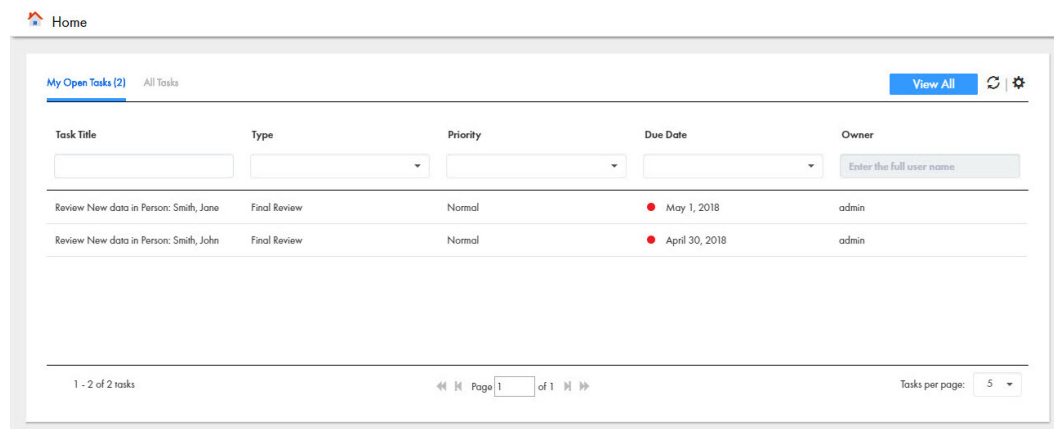 Home
My Open Tasks (2) All Tasks View All
Task Title Type Priority Due Date Owner
Enter the full user name
Review New data in Person: Smith, Jane Final Review Normal May 1, 2018 admin
Review New data in Person: Smith, John Final Review Normal April 30, 2018 admin
1 - 2 of 2 tasks Page 1 of 1 Tasks per page: 5